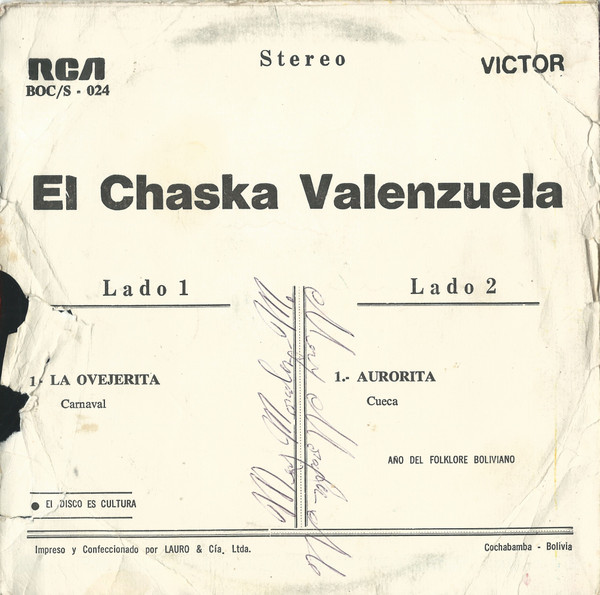 RCA
Stereo
VICTOR
BOC/S - 024
El Chaska Valenzuela
Lado 1
1- LA OVEJERITA
Carnaval
Lado 2
1.- AURORITA
Cueca
AÑO DEL FOLKLORE BOLIVIANO
● El DISCO ES CULTURA
Impreso y Confeccionado por LAURO & Cía, Ltda.
Cochabamba - Bolivia